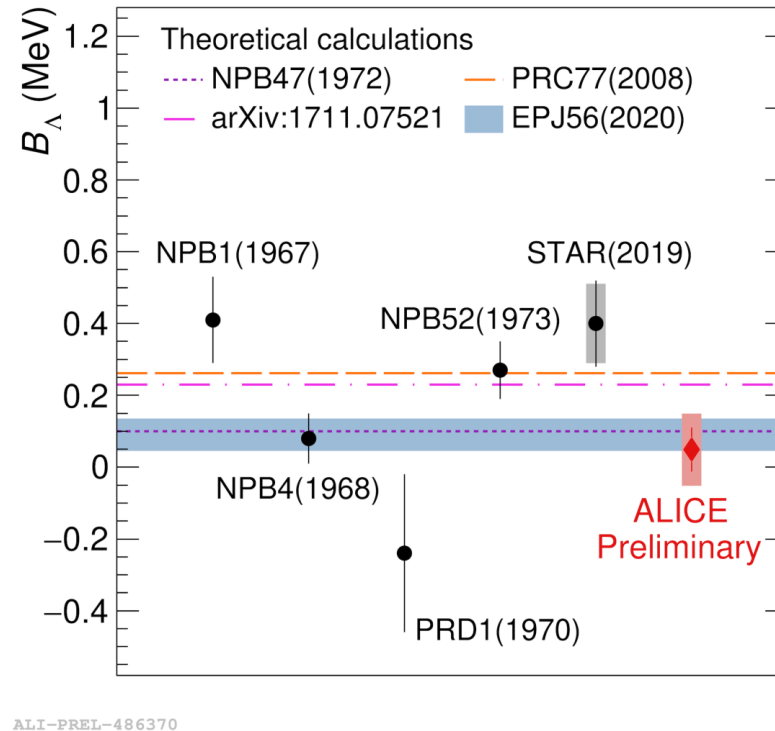 B_Λ (MeV)
1.2
1
0.8
0.6
0.4
0.2
0
−0.2
−0.4
Theoretical calculations
NPB47(1972)
PRC77(2008)
arXiv:1711.07521
EPJ56(2020)
NPB1(1967)
STAR(2019)
NPB52(1973)
NPB4(1968)
ALICE
Preliminary
PRD1(1970)
ALI−PREL−486370